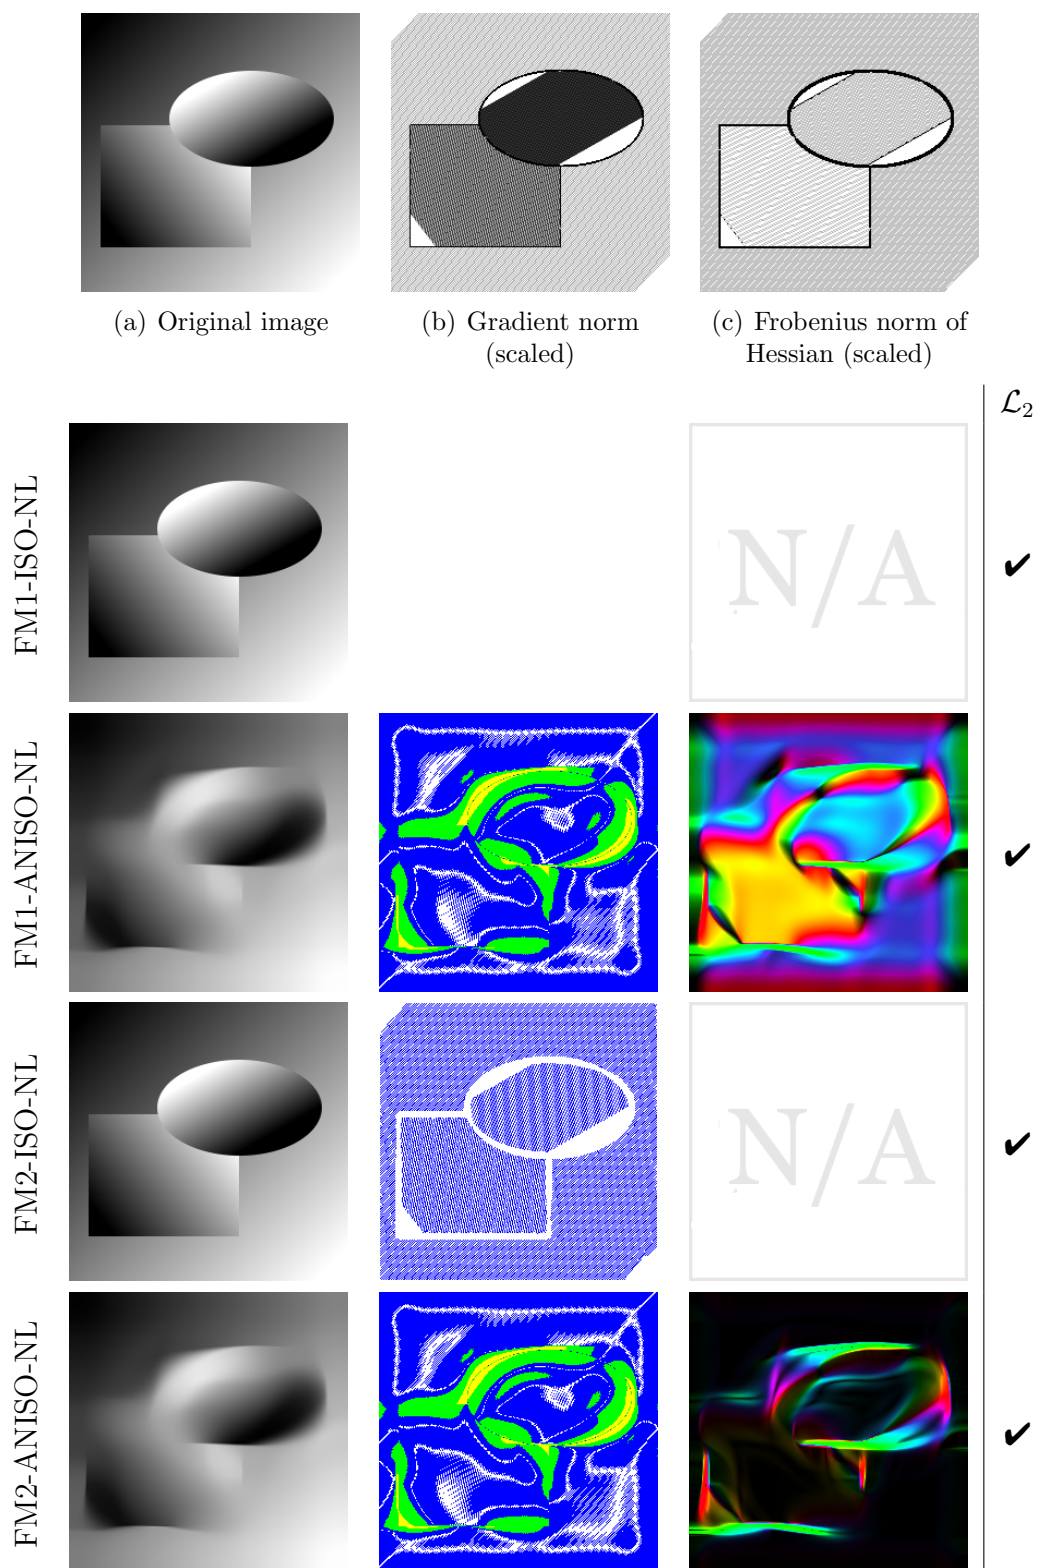 (a) Original image
(b) Gradient norm
(scaled)
(c) Frobenius norm of
Hessian (scaled)
ℒ₂
FM1-ISO-NL
N/A
✔
FM1-ANISO-NL
✔
FM2-ISO-NL
N/A
✔
FM2-ANISO-NL
✔